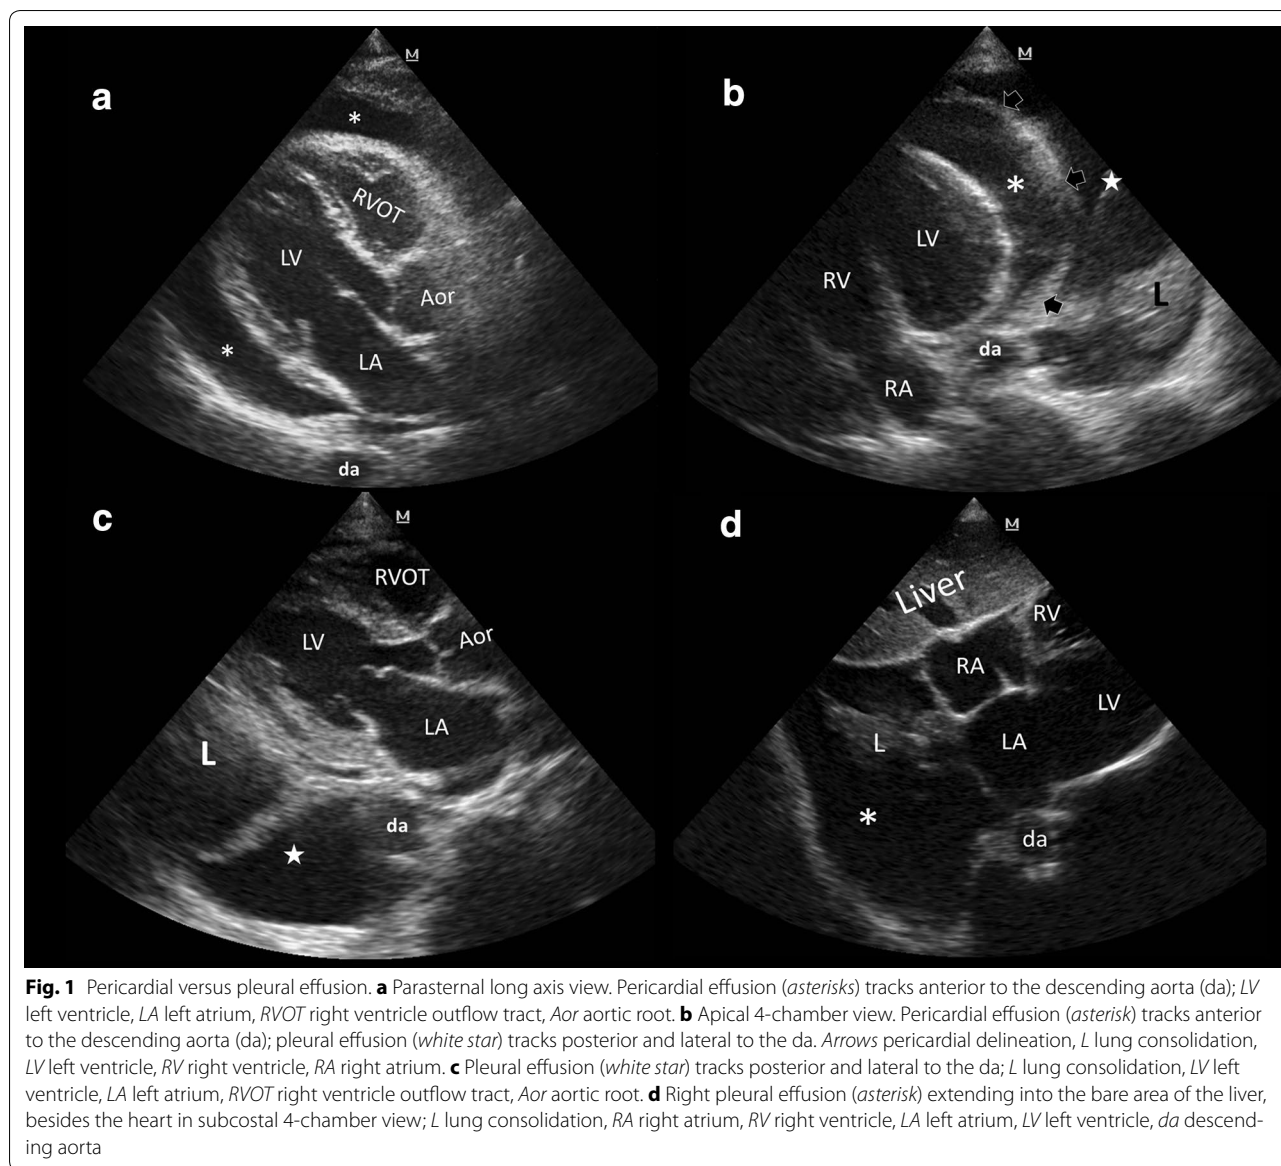 a
M
*
RVOT
LV
Aor
*
LA
da
b
M
*
★
LV
RV
L
da
RA
c
M
RVOT
LV
Aor
LA
L
da
★
d
M
Liver
RV
RA
LV
L
LA
*
da
Fig. 1 Pericardial versus pleural effusion. a Parasternal long axis view. Pericardial effusion (asterisks) tracks anterior to the descending aorta (da); LV
left ventricle, LA left atrium, RVOT right ventricle outflow tract, Aor aortic root. b Apical 4-chamber view. Pericardial effusion (asterisk) tracks anterior
to the descending aorta (da); pleural effusion (white star) tracks posterior and lateral to the da. Arrows pericardial delineation, L lung consolidation,
LV left ventricle, RV right ventricle, RA right atrium. c Pleural effusion (white star) tracks posterior and lateral to the da; L lung consolidation, LV left
ventricle, LA left atrium, RVOT right ventricle outflow tract, Aor aortic root. d Right pleural effusion (asterisk) extending into the bare area of the liver,
besides the heart in subcostal 4-chamber view; L lung consolidation, RA right atrium, RV right ventricle, LA left atrium, LV left ventricle, da descend-
ing aorta